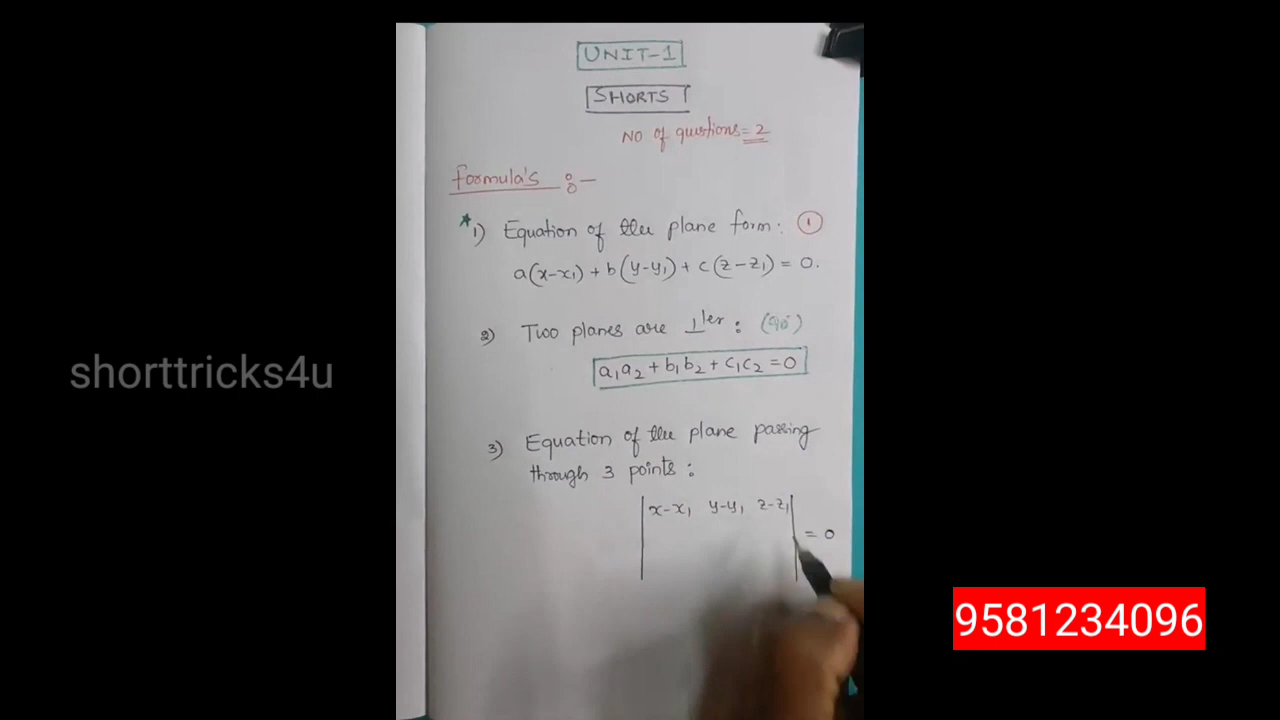 UNIT-1
SHORTS
NO of questions = 2
formula's :-
*1) Equation of the plane form: (1)
a(x-x₁) + b(y-y₁) + c(z-z₁) = 0.
2) Two planes are ⊥ler : (90°)
a₁a₂ + b₁b₂ + c₁c₂ = 0
shorttricks4u
3) Equation of the plane passing
through 3 points :
| x-x₁ y-y₁ z-z₁ | = 0
9581234096